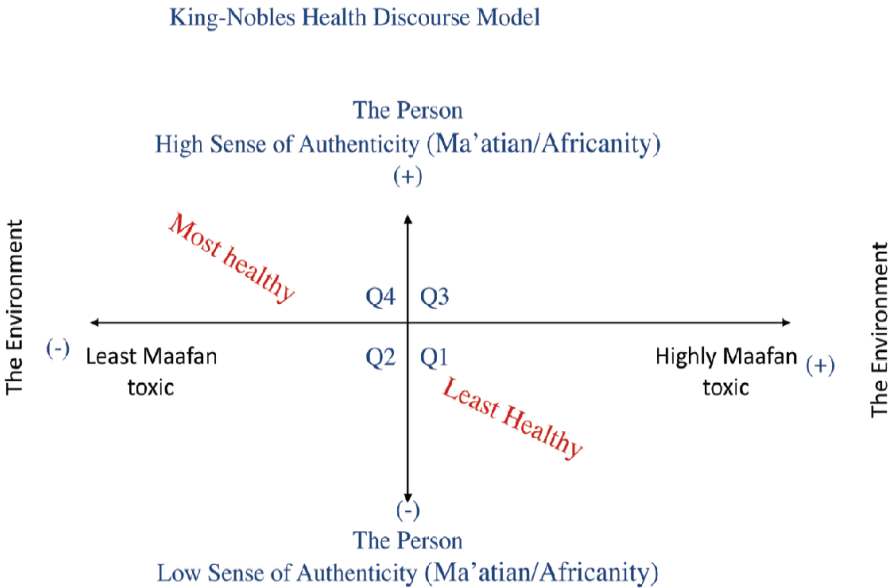 King-Nobles Health Discourse Model
The Person
High Sense of Authenticity (Ma’atian/Africanity)
(+)
Most healthy
Q4 Q3
The Environment
(-)
Least Maafan
toxic
Q2 Q1
Highly Maafan
toxic
(+)
The Environment
Least Healthy
(-)
The Person
Low Sense of Authenticity (Ma’atian/Africanity)